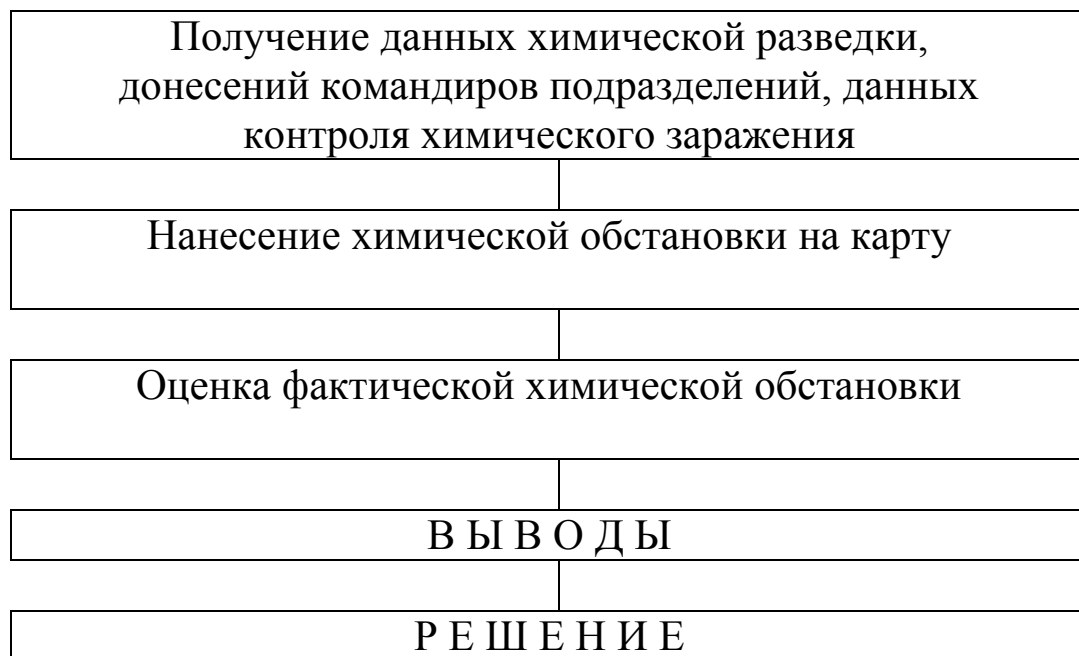 Получение данных химической разведки,
донесений командиров подразделений, данных
контроля химического заражения
Нанесение химической обстановки на карту
Оценка фактической химической обстановки
В Ы В О Д Ы
Р Е Ш Е Н И Е